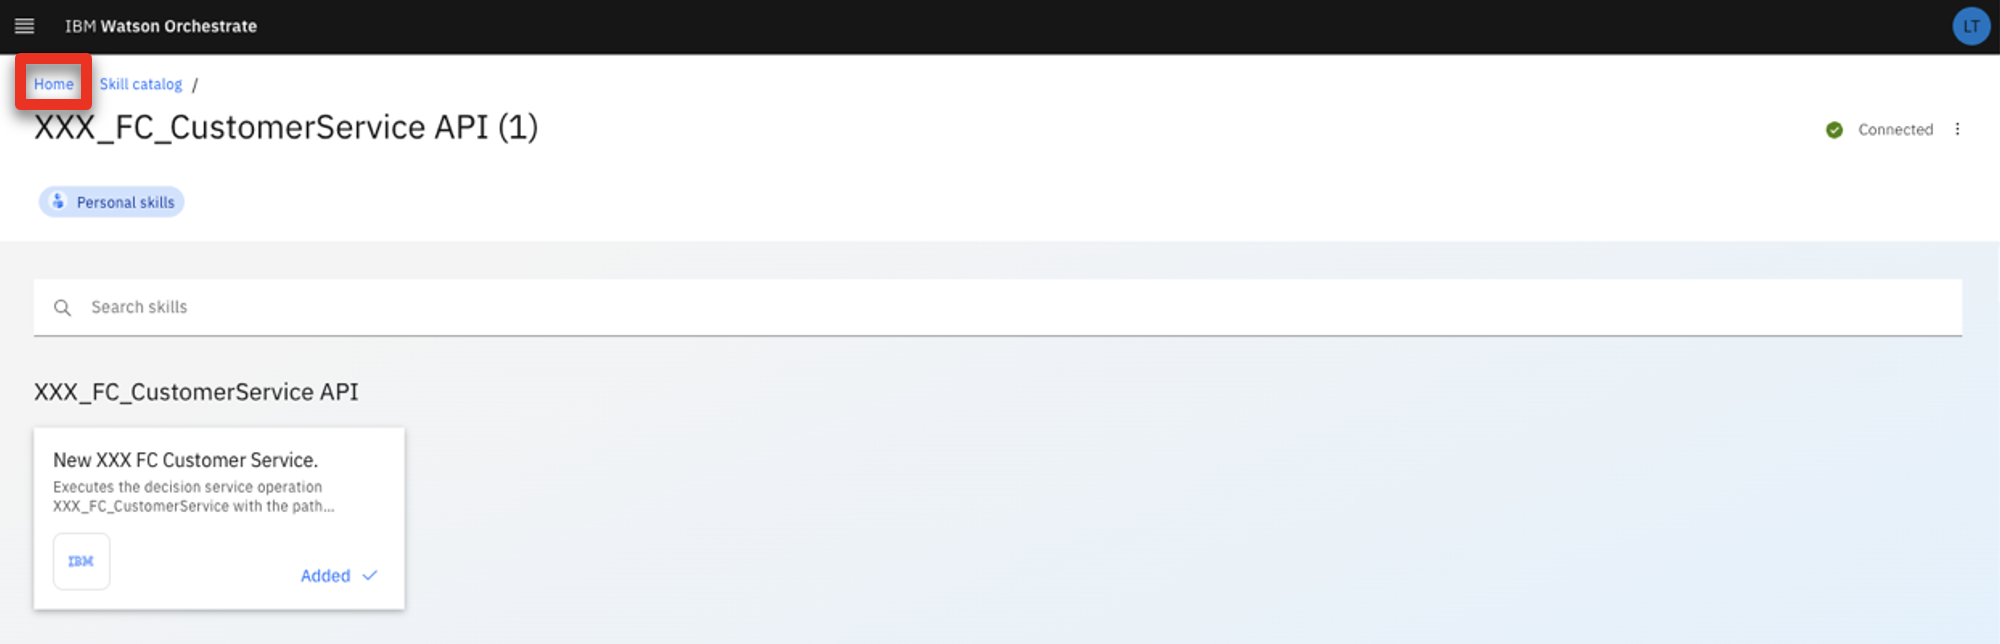 IBM Watson Orchestrate
LT
Home
Skill catalog /
XXX_FC_CustomerService API (1)
Connected
Personal skills
Search skills
XXX_FC_CustomerService API
New XXX FC Customer Service.
Executes the decision service operation
XXX_FC_CustomerService with the path...
IBM
Added